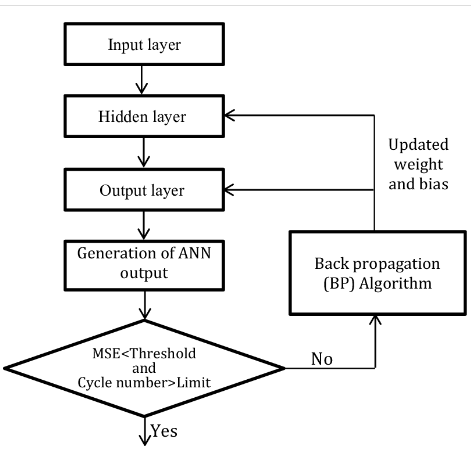 Input layer
Hidden layer
Output layer
Generation of ANN
output
MSE<Threshold
and
Cycle number>Limit
Yes
No
Back propagation
(BP) Algorithm
Updated
weight
and bias